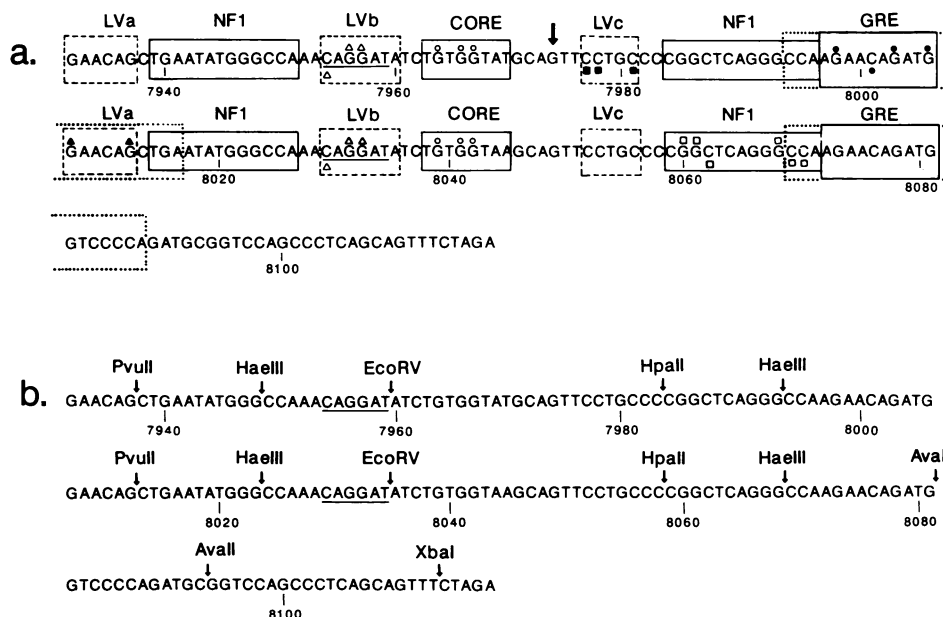 a.
LVa NF1 LVb CORE LVc NF1 GRE
GAACAGCTGAATATGGGCCAAACAGGATATCTGTGGTATGCAGTTCCTGCCCCGGCTCAGGGCCAAGAACAGATG
7940 7960 7980 8000
LVa NF1 LVb CORE LVc NF1 GRE
GAACAGCTGAATATGGGCCAAACAGGATATCTGTGGTAAGCAGTTCCTGCCCCGGCTCAGGGCCAAGAACAGATG
8020 8040 8060 8080
GTCCCCAGATGCGGTCCAGCCCTCAGCAGTTTCTAGA
8100
b.
PvuII HaeIII EcoRV HpaII HaeIII
GAACAGCTGAATATGGGCCAAACAGGATATCTGTGGTATGCAGTTCCTGCCCCGGCTCAGGGCCAAGAACAGATG
7940 7960 7980 8000
PvuII HaeIII EcoRV HpaII HaeIII Aval
GAACAGCTGAATATGGGCCAAACAGGATATCTGTGGTAAGCAGTTCCTGCCCCGGCTCAGGGCCAAGAACAGATG
8020 8040 8060 8080
AvaII XbaI
GTCCCCAGATGCGGTCCAGCCCTCAGCAGTTTCTAGA
8100